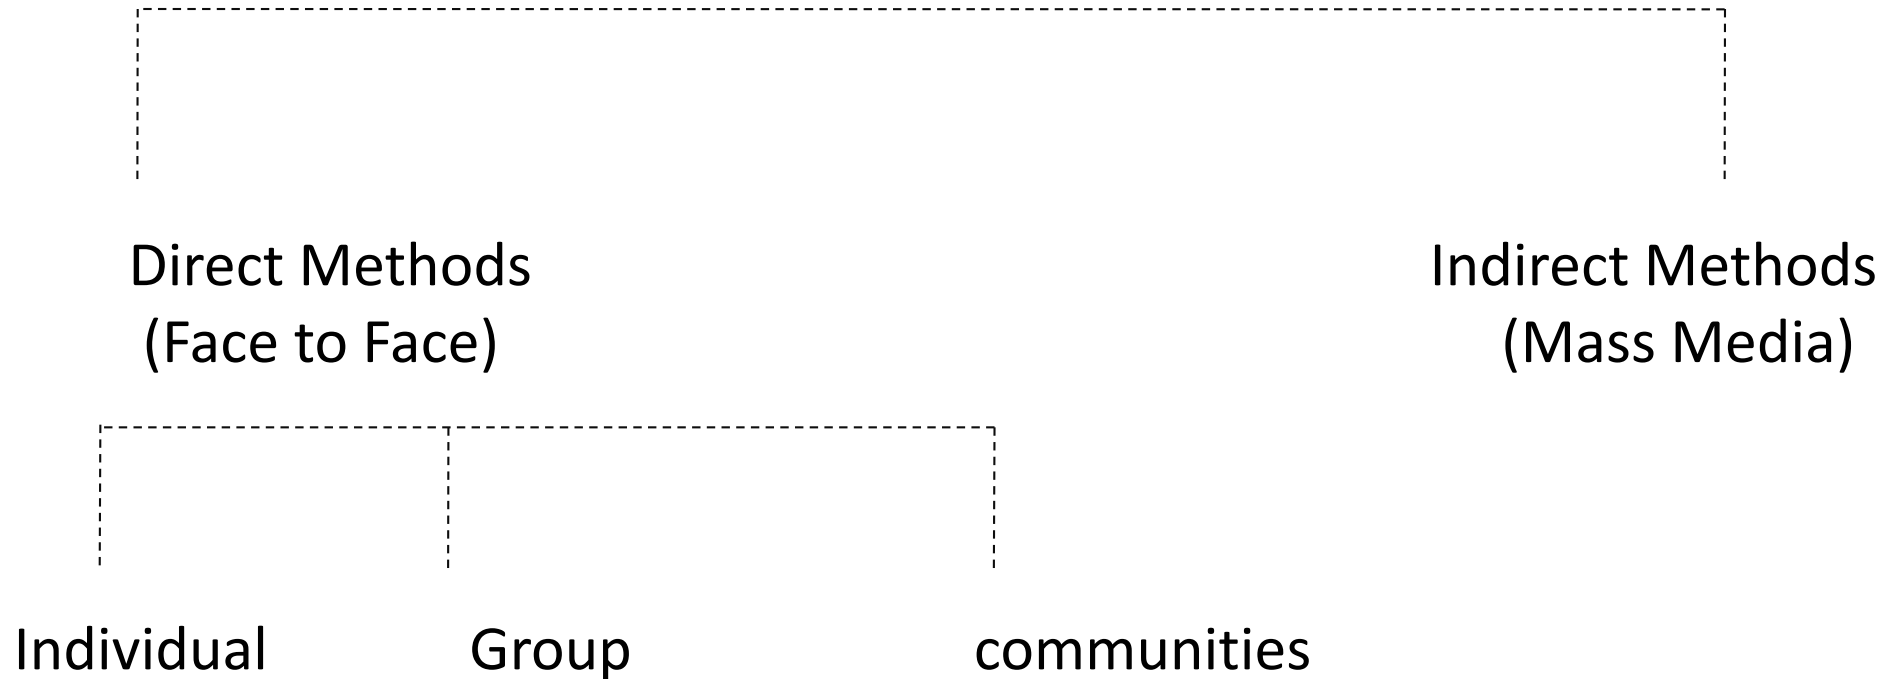 Direct Methods
Indirect Methods
(Face to Face)
(Mass Media)
Individual
Group
communities